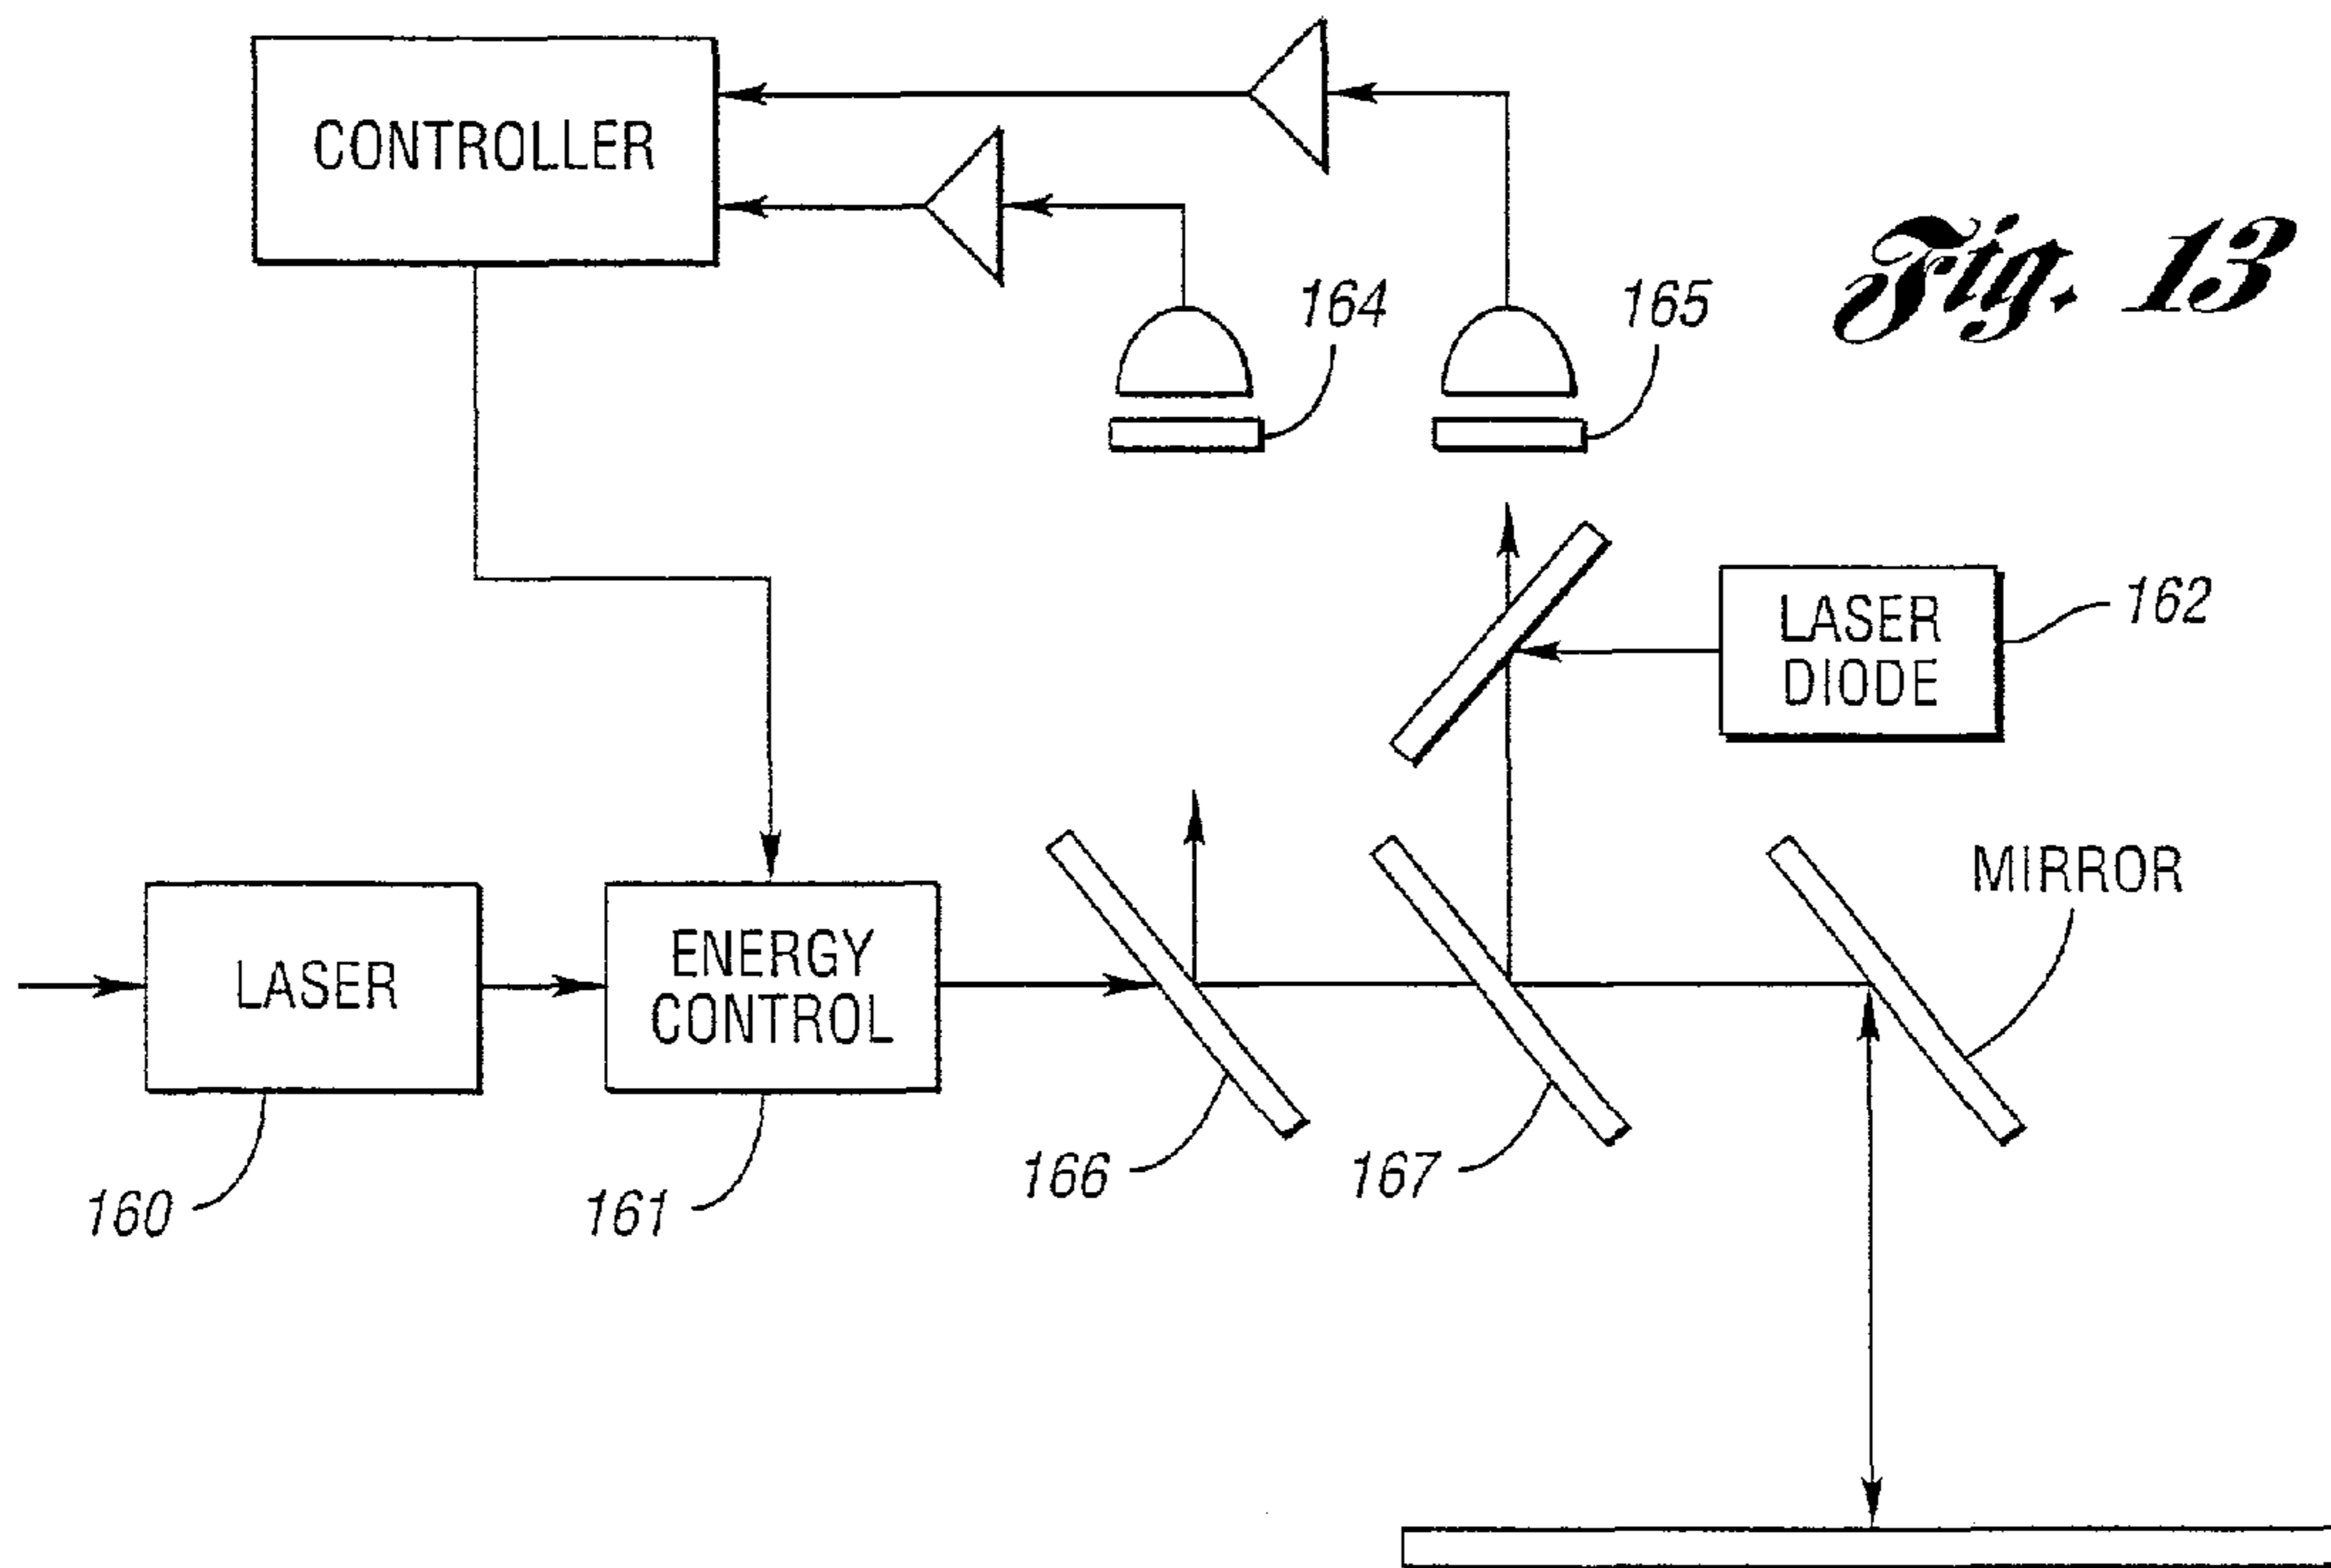 CONTROLLER
Fig. 13
164
165
LASER
DIODE
162
MIRROR
LASER
ENERGY
CONTROL
160
161
166
167